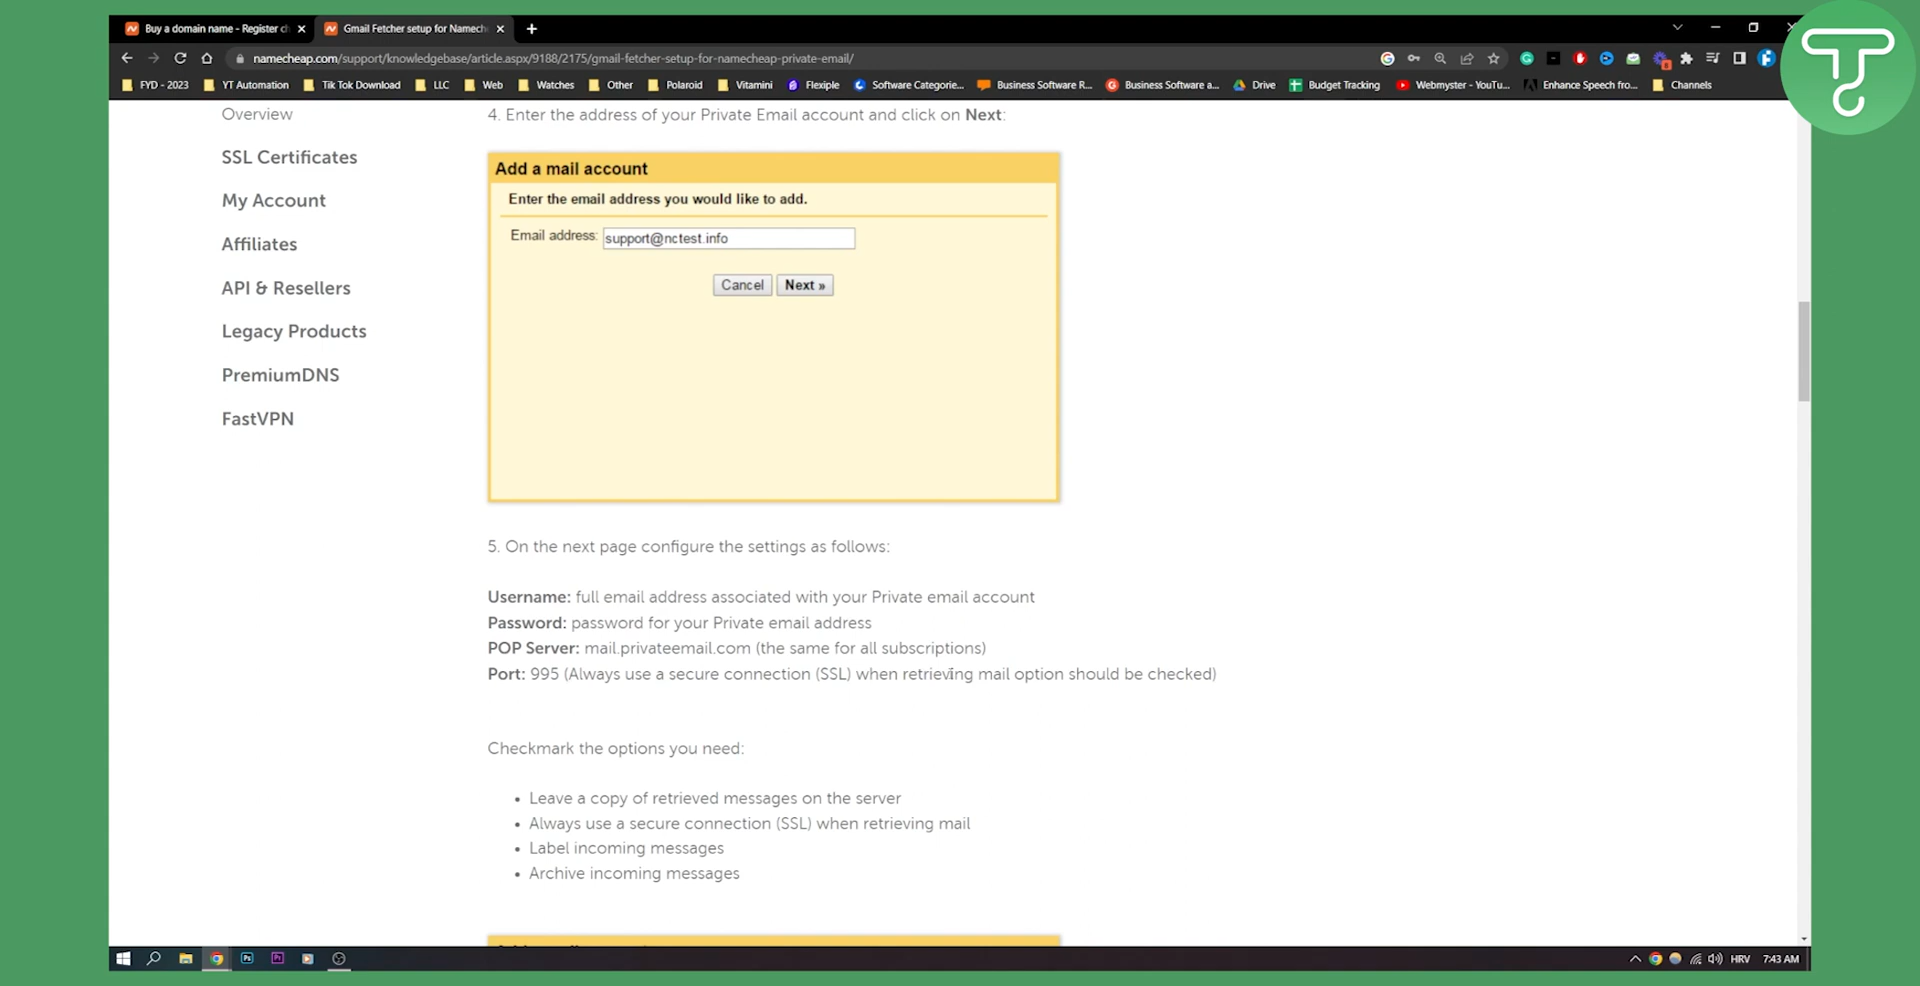 Buy a domain name - Register ch
Gmail Fetcher setup for Namech
namecheap.com/support/knowledgebase/article.aspx/9188/2175/gmail-fetcher-setup-for-namecheap-private-email/
FYD - 2023
YT Automation
Tik Tok Download
LLC
Web
Watches
Other
Polaroid
Vitamini
Flexiple
Software Categorie...
Business Software R...
Business Software a...
Drive
Budget Tracking
Webmyster - YouTu...
Enhance Speech fro...
Channels
Overview
SSL Certificates
My Account
Affiliates
API & Resellers
Legacy Products
PremiumDNS
FastVPN
4. Enter the address of your Private Email account and click on Next:
Add a mail account
Enter the email address you would like to add.
Email address: support@nctest.info
Cancel Next »
5. On the next page configure the settings as follows:
Username: full email address associated with your Private email account
Password: password for your Private email address
POP Server: mail.privateemail.com (the same for all subscriptions)
Port: 995 (Always use a secure connection (SSL) when retrieving mail option should be checked)
Checkmark the options you need:
• Leave a copy of retrieved messages on the server
• Always use a secure connection (SSL) when retrieving mail
• Label incoming messages
• Archive incoming messages
Ps
Pr
HRV
7:43 AM